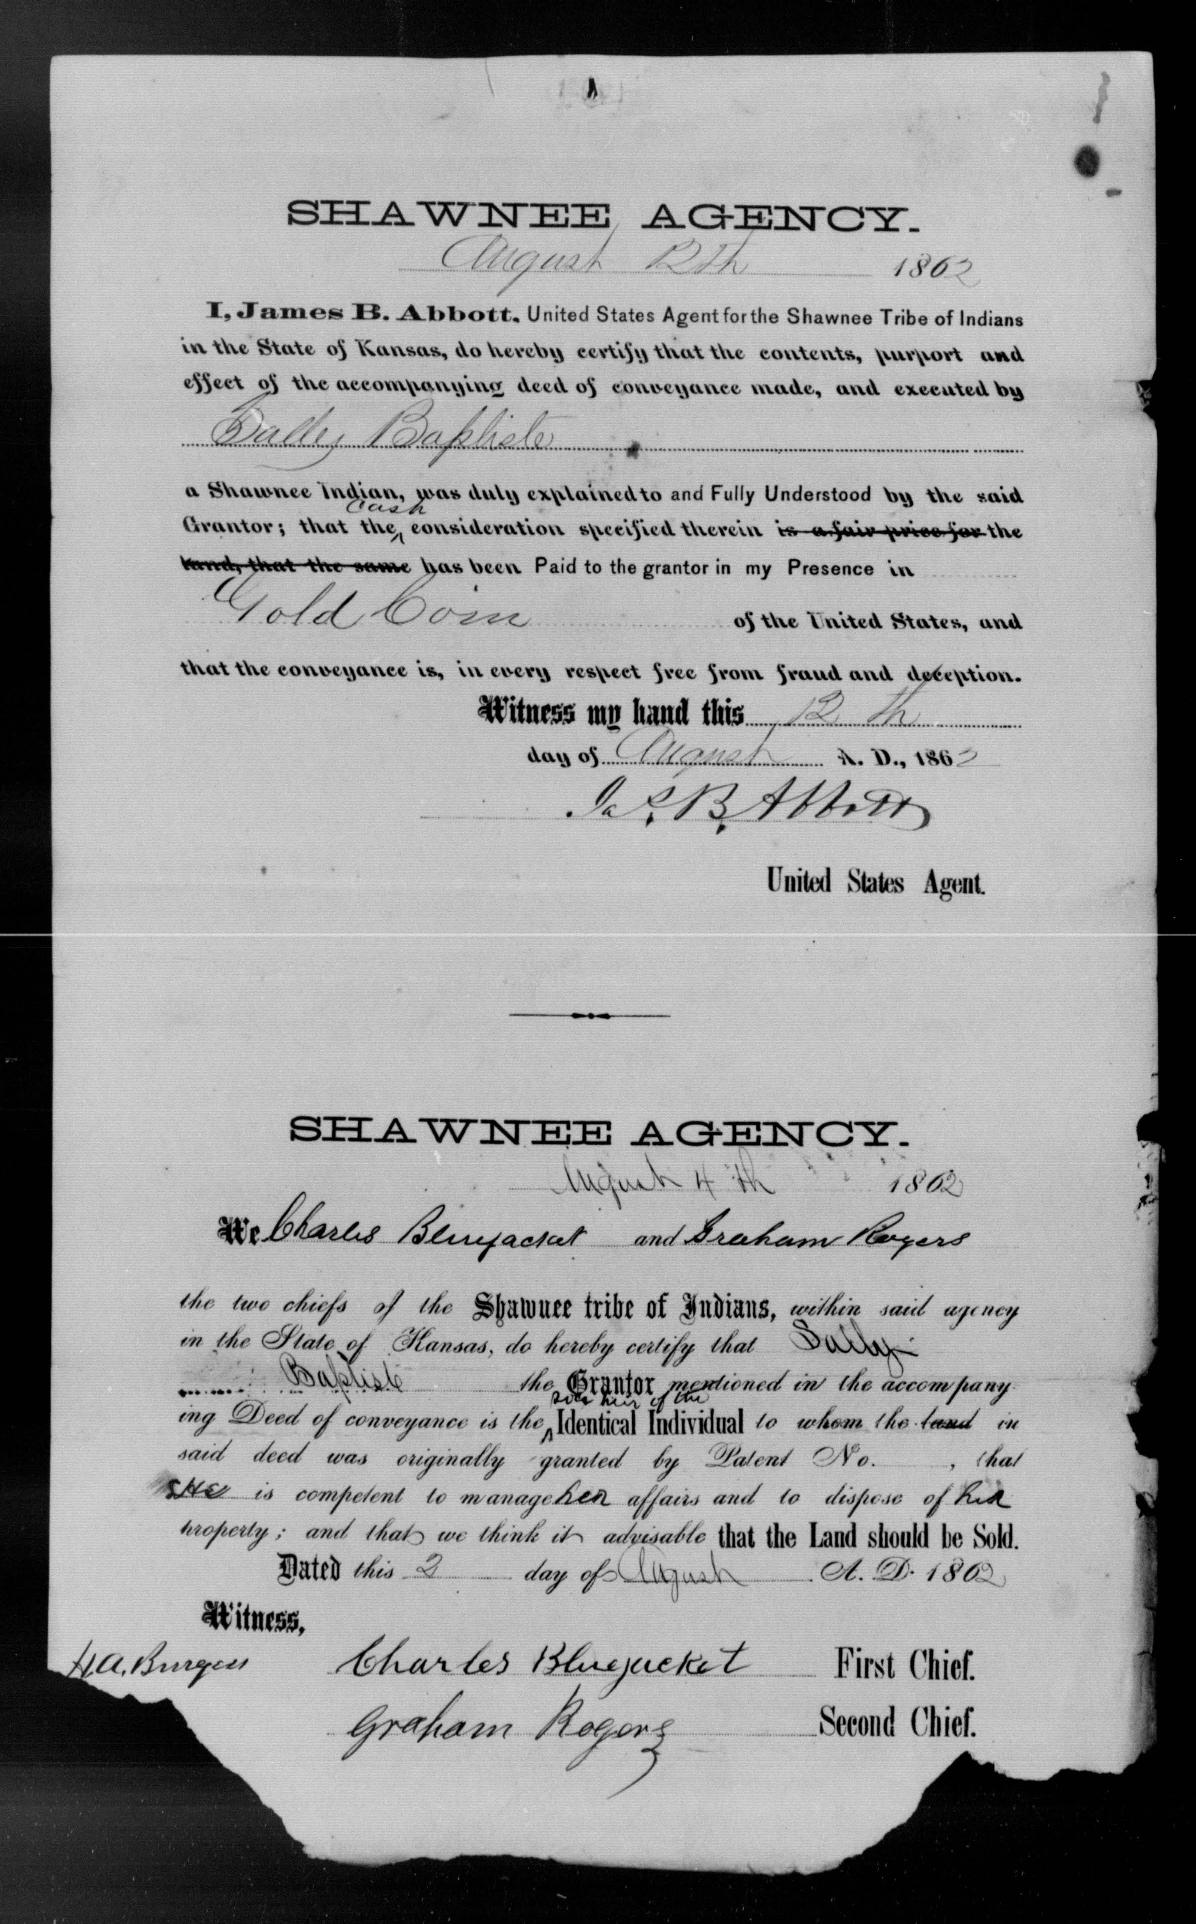 SHAWNEE AGENCY.
August 12th 1862
I, James B. Abbott, United States Agent for the Shawnee Tribe of Indians
in the State of Kansas, do hereby certify that the contents, purport and
effect of the accompanying deed of conveyance made, and executed by
Sally Baptiste
a Shawnee Indian, was duly explained to and Fully Understood by the said
cash
Grantor; that the consideration specified therein is a fair price for the
land, that the same has been Paid to the grantor in my Presence in
Gold Coin of the United States, and
that the conveyance is, in every respect free from fraud and deception.
Witness my hand this 12 th
day of August A. D., 1862
Jas. B. Abbott
United States Agent.
SHAWNEE AGENCY.
August 4 th 1862
We Charles Bluejacket and Graham Rogers
the two chiefs of the Shawnee tribe of Indians, within said agency
in the State of Kansas, do hereby certify that Sally
Baptiste the Grantor mentioned in the accompany-
sole heir of the
ing Deed of conveyance is the Identical Individual to whom the land in
said deed was originally granted by Patent No. , that
SHe is competent to manage her affairs and to dispose of her
property; and that we think it advisable that the Land should be Sold.
Dated this 2 day of August A. D. 1862
Witness,
H.A. Burgess Charles Bluejacket First Chief.
Graham Rogers Second Chief.